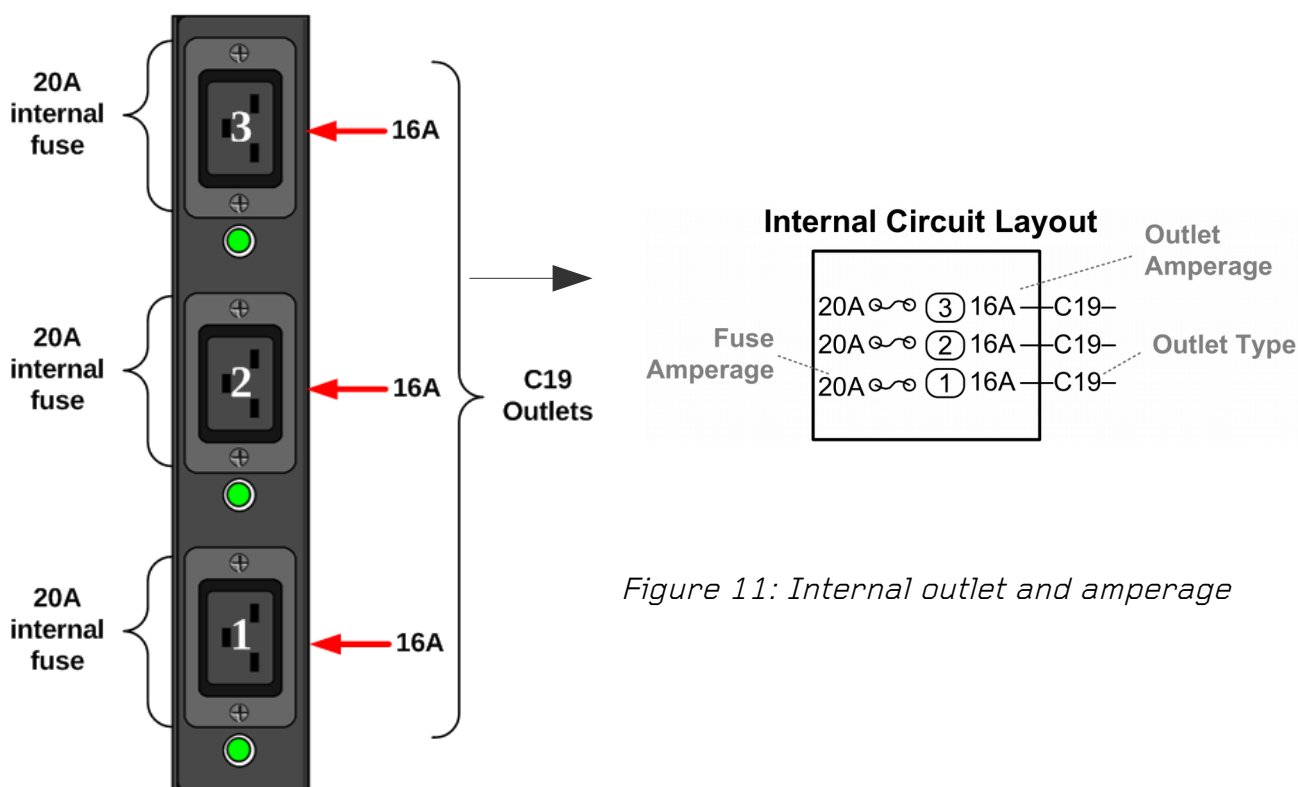 20A
internal
fuse
3
16A
20A
internal
fuse
2
16A
C19
Outlets
20A
internal
fuse
1
16A
Internal Circuit Layout
Outlet
Amperage
20A 3 16A C19
20A 2 16A C19
20A 1 16A C19
Fuse
Amperage
Outlet Type
Figure 11: Internal outlet and amperage